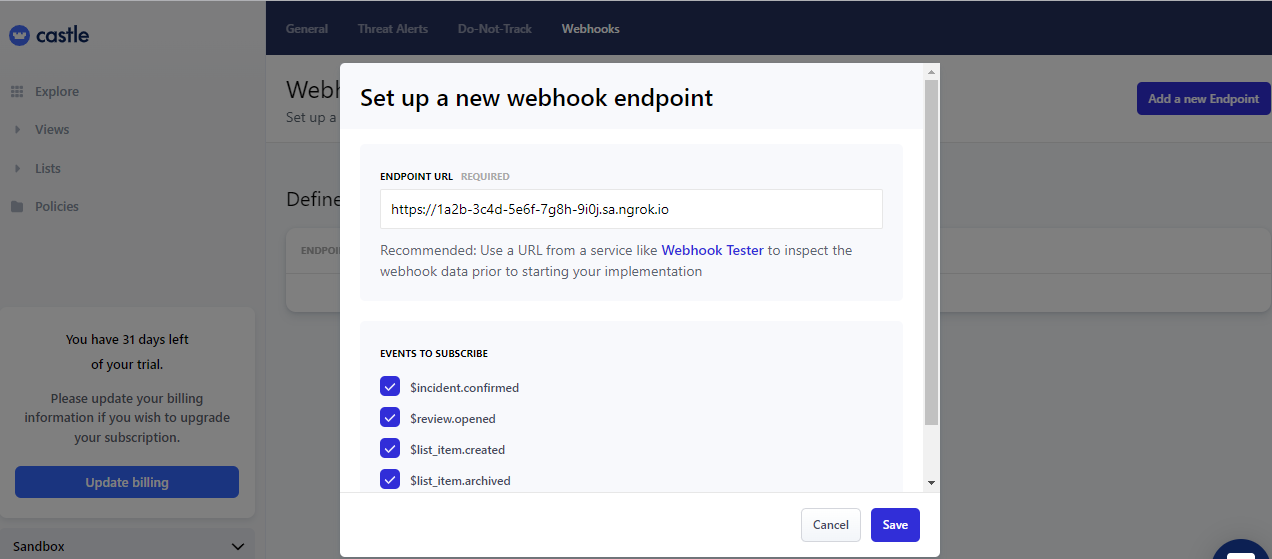 castle
General
Threat Alerts
Do-Not-Track
Webhooks
Explore
Views
Lists
Policies
You have 31 days left
of your trial.
Please update your billing
information if you wish to upgrade
your subscription.
Update billing
Sandbox
Set up a
Add a new Endpoint
Define
Set up a new webhook endpoint
ENDPOINT URL REQUIRED
https://1a2b-3c4d-5e6f-7g8h-9i0j.sa.ngrok.io
Recommended: Use a URL from a service like Webhook Tester to inspect the
webhook data prior to starting your implementation
EVENTS TO SUBSCRIBE
$incident.confirmed
$review.opened
$list_item.created
$list_item.archived
Cancel
Save